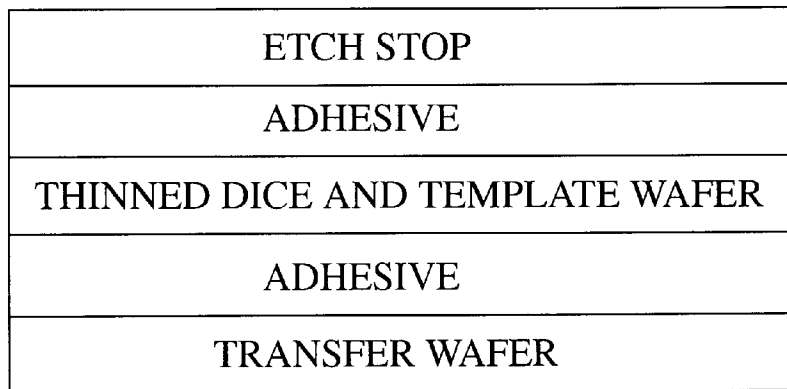 ETCH STOP
ADHESIVE
THINNED DICE AND TEMPLATE WAFER
ADHESIVE
TRANSFER WAFER